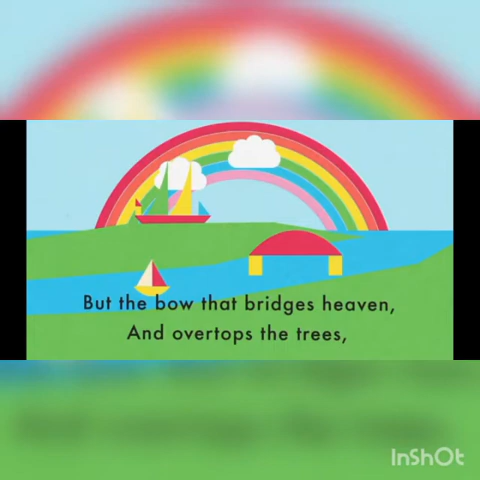 But the bow that bridges heaven,
And overtops the trees,
InShOt